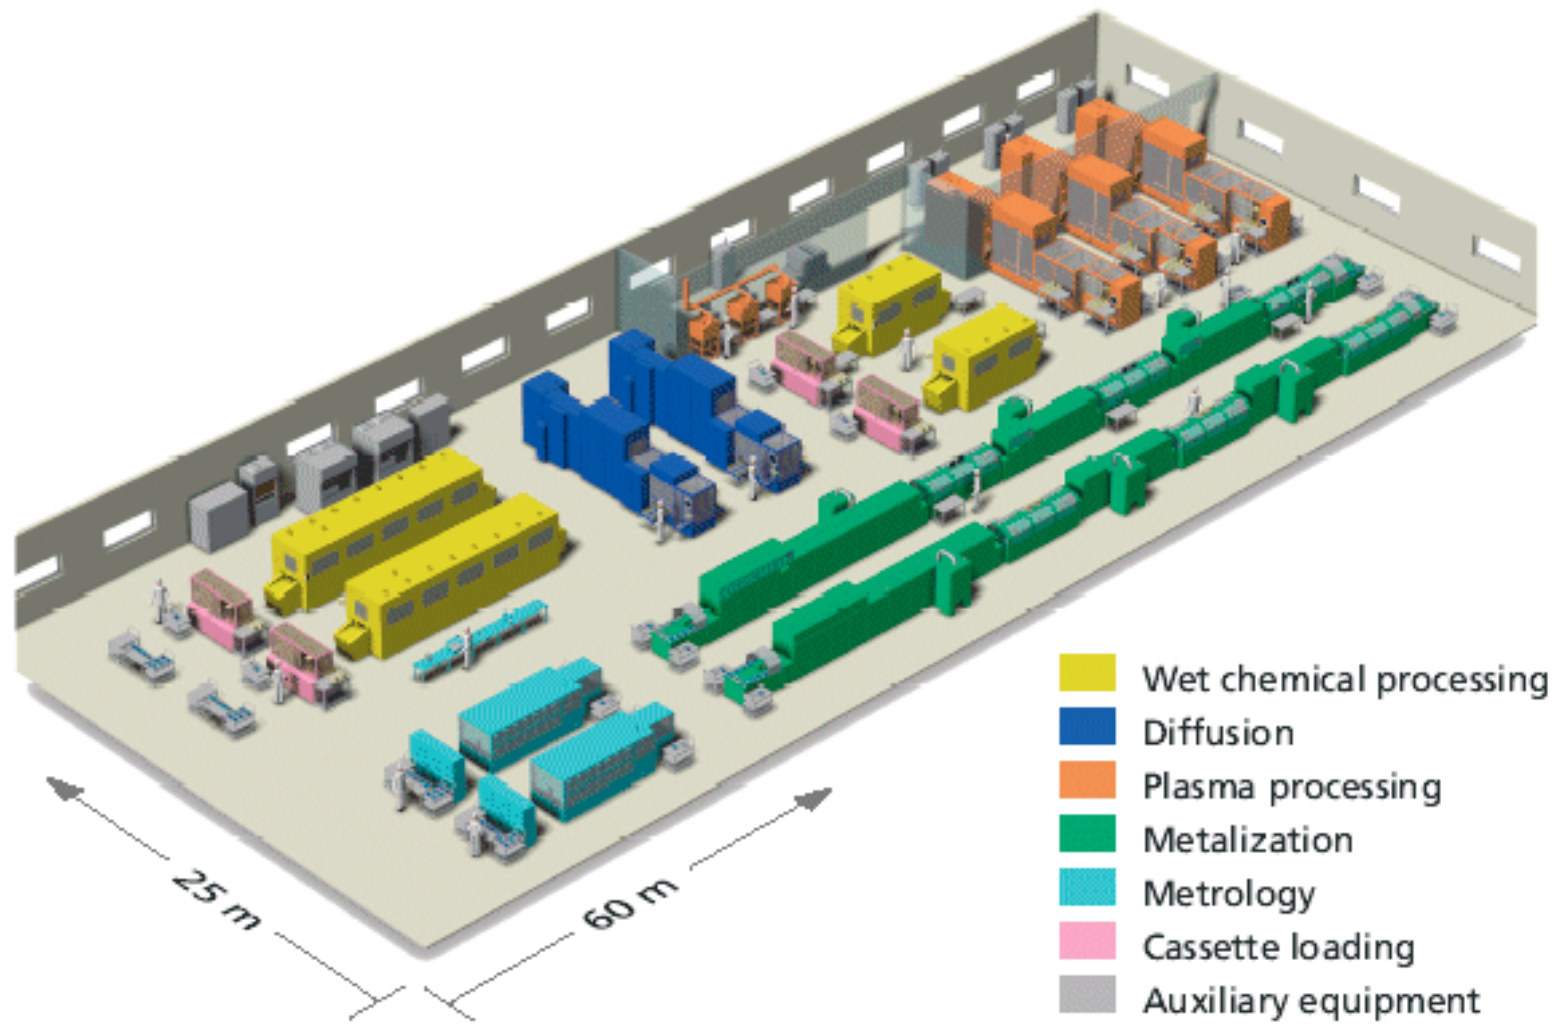 25 m
60 m
Wet chemical processing
Diffusion
Plasma processing
Metalization
Metrology
Cassette loading
Auxiliary equipment